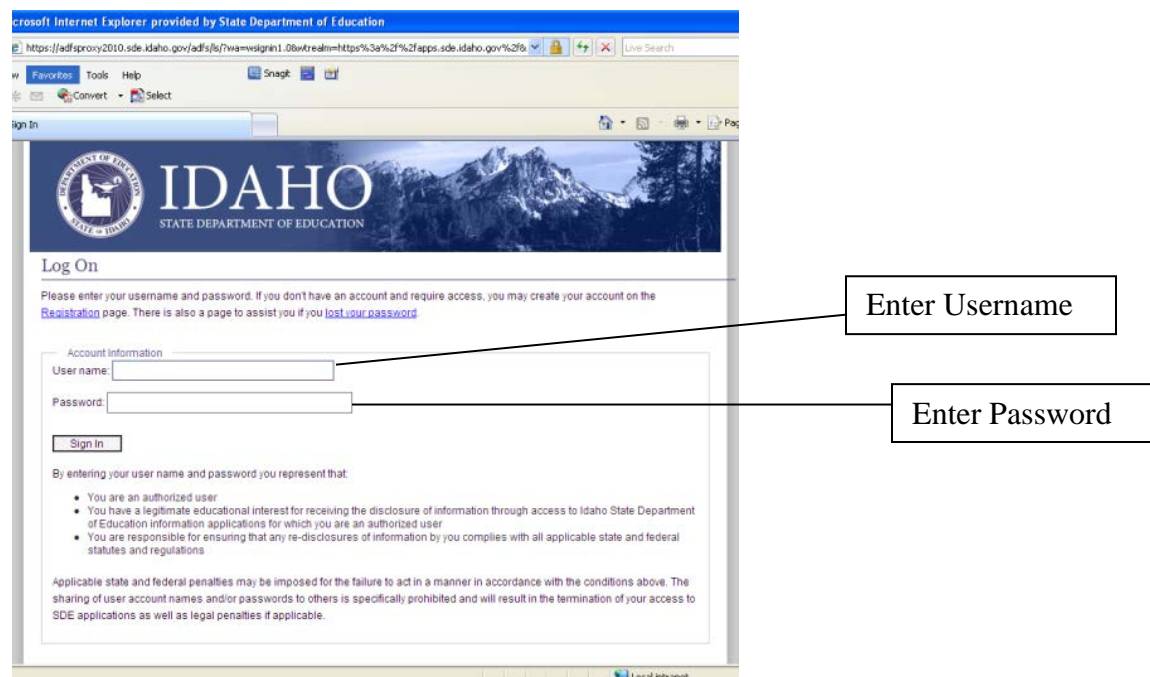 crosoft Internet Explorer provided by State Department of Education
https://adfsproxy2010.sde.idaho.gov/adfs/ls/?wa=wsignin1.0&wtrealm=https%3a%2f%2fapps.sde.idaho.gov%2f8
Live Search
w Favorites Tools Help
SnagIt
Convert Select
Sign In
Pag
DEPARTMENT OF EDUCATION
STATE OF IDAHO
IDAHO
STATE DEPARTMENT OF EDUCATION
Log On
Please enter your username and password. If you don't have an account and require access, you may create your account on the
Registration page. There is also a page to assist you if you lost your password.
Enter Username
Account Information
User name:
Password:
Enter Password
Sign In
By entering your user name and password you represent that:
• You are an authorized user
• You have a legitimate educational interest for receiving the disclosure of information through access to Idaho State Department
of Education information applications for which you are an authorized user
• You are responsible for ensuring that any re-disclosures of information by you complies with all applicable state and federal
statutes and regulations
Applicable state and federal penalties may be imposed for the failure to act in a manner in accordance with the conditions above. The
sharing of user account names and/or passwords to others is specifically prohibited and will result in the termination of your access to
SDE applications as well as legal penalties if applicable.
Local intranet